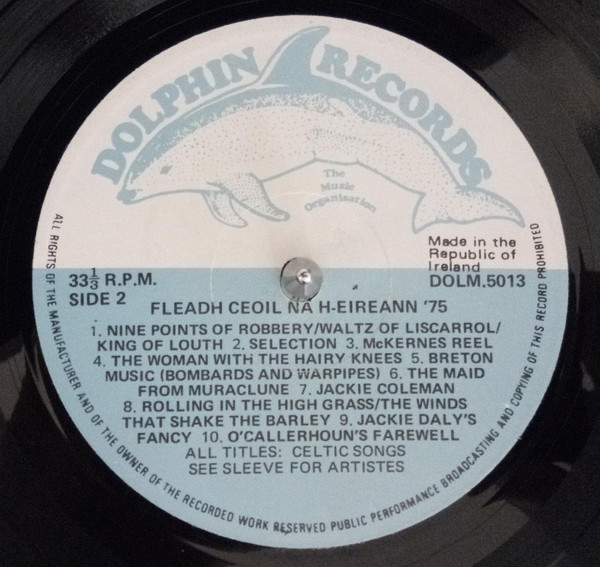 DOLPHIN RECORDS
The
Music
Organisation
Made in the
Republic of
Ireland
33⅓ R.P.M.
DOLM.5013
SIDE 2
FLEADH CEOIL NA H-EIREANN '75
1. NINE POINTS OF ROBBERY/WALTZ OF LISCARROL/
KING OF LOUTH 2. SELECTION 3. McKERNES REEL
4. THE WOMAN WITH THE HAIRY KNEES 5. BRETON
MUSIC (BOMBARDS AND WARPIPES) 6. THE MAID
FROM MURACLUNE 7. JACKIE COLEMAN
8. ROLLING IN THE HIGH GRASS/THE WINDS
THAT SHAKE THE BARLEY 9. JACKIE DALY'S
FANCY 10. O'CALLERHOUN'S FAREWELL
ALL TITLES: CELTIC SONGS
SEE SLEEVE FOR ARTISTES
ALL RIGHTS OF THE MANUFACTURER AND OF THE OWNER OF THE RECORDED WORK RESERVED PUBLIC PERFORMANCE BROADCASTING AND COPYING OF THIS RECORD PROHIBITED